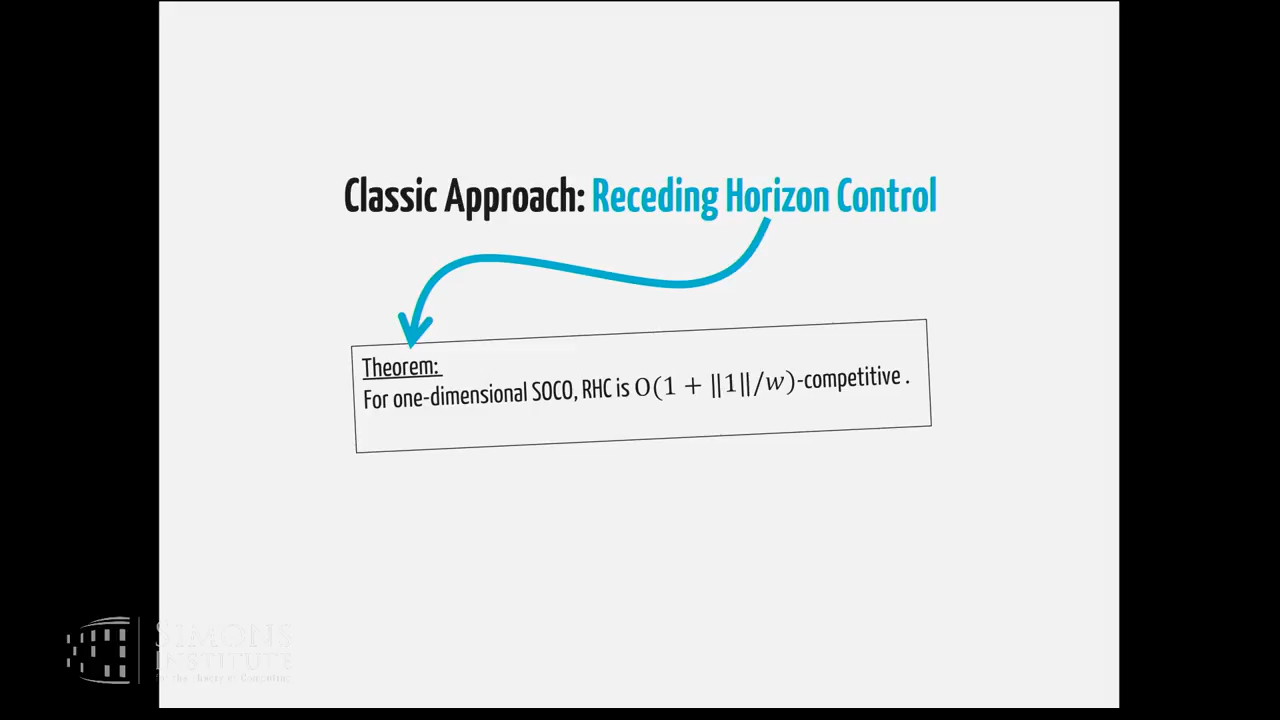 Classic Approach: Receding Horizon Control
Theorem:
For one-dimensional SOCO, RHC is O(1 + ‖1‖/w)-competitive .
SIMONS
INSTITUTE
for the Theory of Computing